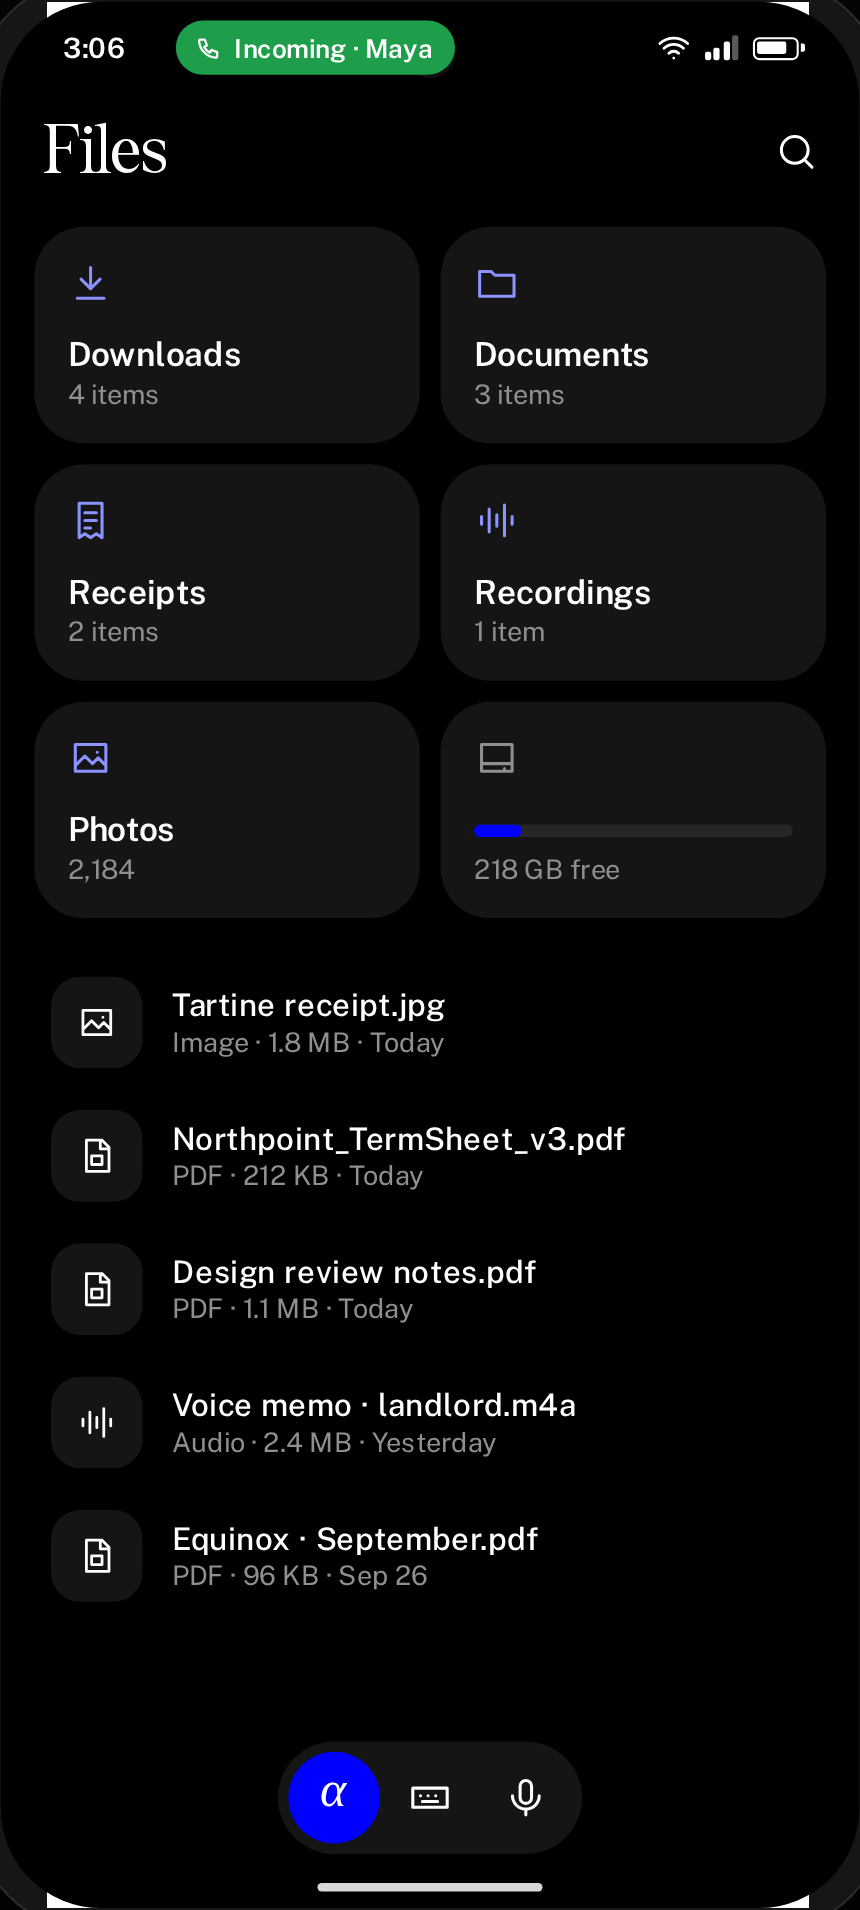 3:06
Incoming · Maya
Files
Downloads
4 items
Documents
3 items
Receipts
2 items
Recordings
1 item
Photos
2,184
218 GB free
Tartine receipt.jpg
Image · 1.8 MB · Today
Northpoint_TermSheet_v3.pdf
PDF · 212 KB · Today
Design review notes.pdf
PDF · 1.1 MB · Today
Voice memo · landlord.m4a
Audio · 2.4 MB · Yesterday
Equinox · September.pdf
PDF · 96 KB · Sep 26
α